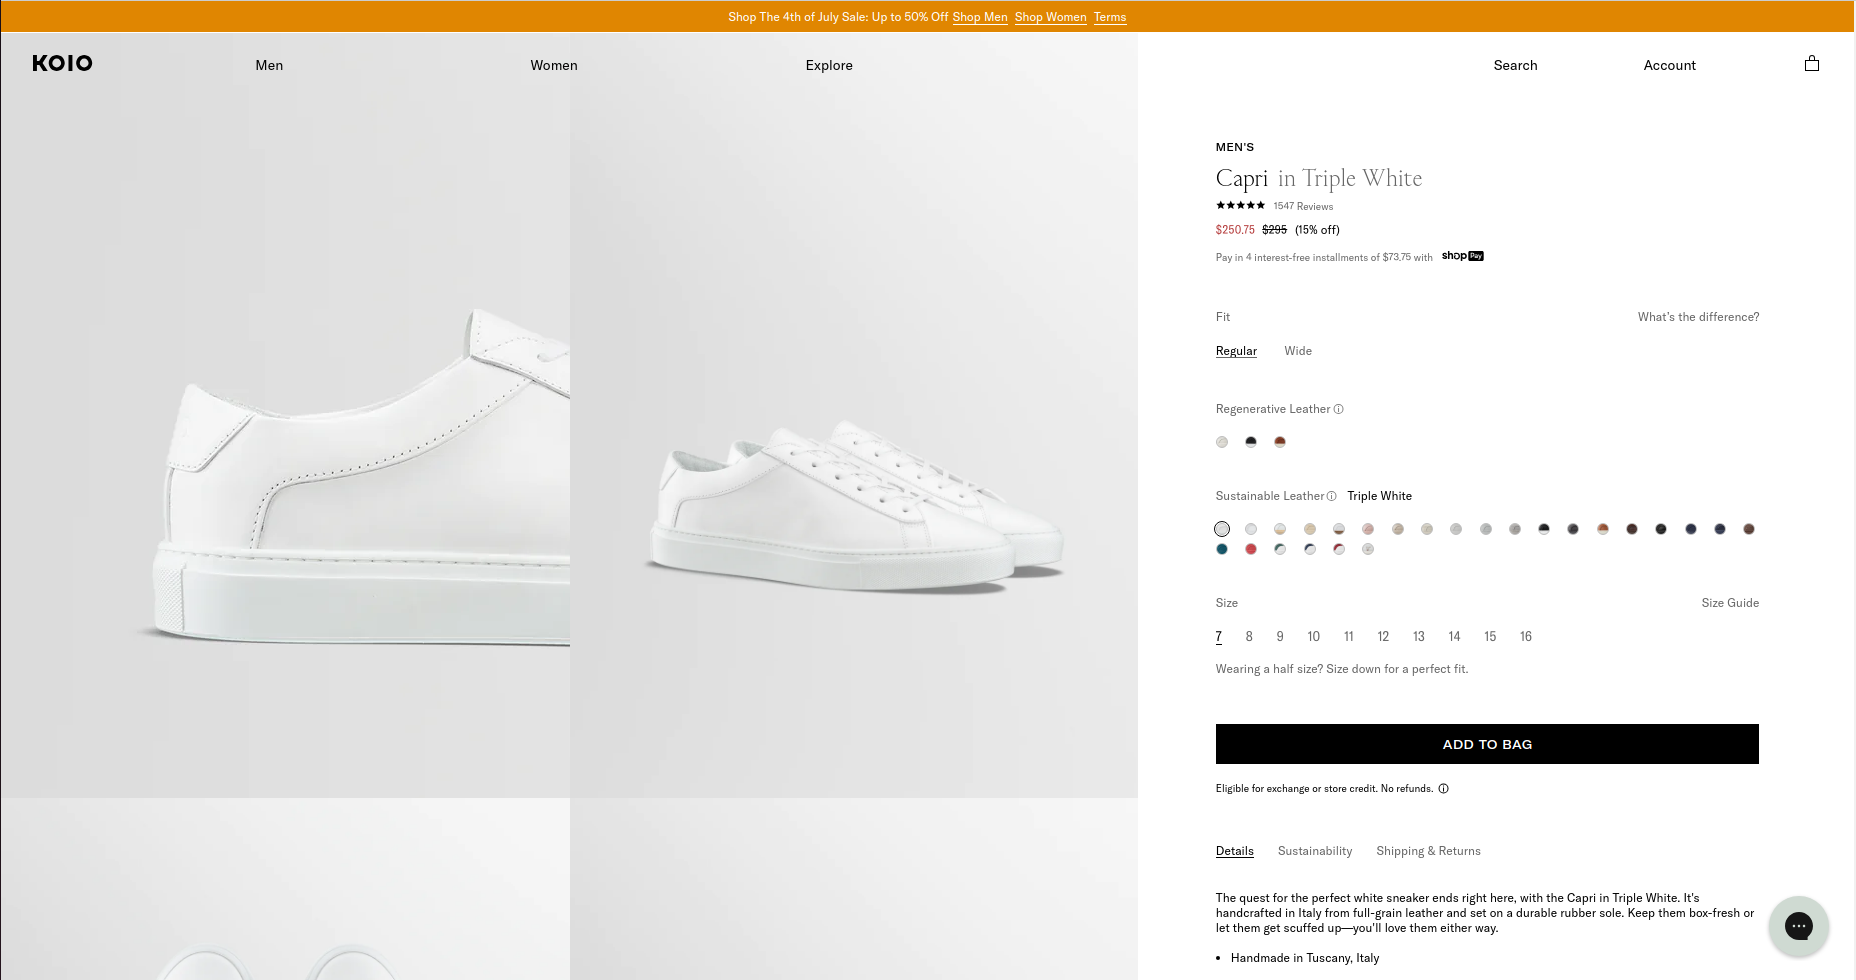 Shop The 4th of July Sale: Up to 50% Off Shop Men Shop Women Terms
KOIO Men Women Explore Search Account
MEN'S
Capri in Triple White
1547 Reviews
$250.75 $295 (15% off)
Pay in 4 interest-free installments of $73.75 with shop Pay
Fit What's the difference?
Regular Wide
Regenerative Leather
Sustainable Leather Triple White
Size Size Guide
7 8 9 10 11 12 13 14 15 16
Wearing a half size? Size down for a perfect fit.
ADD TO BAG
Eligible for exchange or store credit. No refunds.
Details Sustainability Shipping & Returns
The quest for the perfect white sneaker ends right here, with the Capri in Triple White. It's
handcrafted in Italy from full-grain leather and set on a durable rubber sole. Keep them box-fresh or
let them get scuffed up—you'll love them either way.
• Handmade in Tuscany, Italy